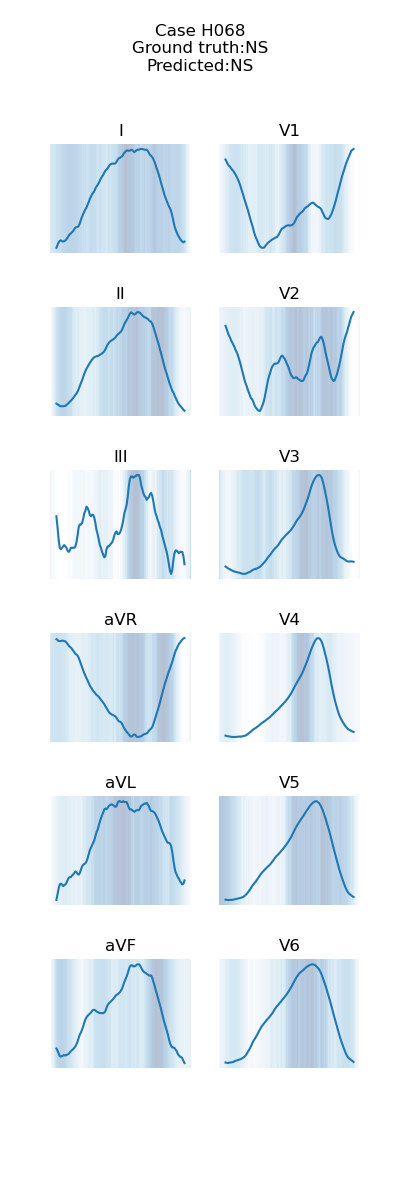 Case H068
Ground truth:NS
Predicted:NS
I
V1
II
V2
III
V3
aVR
V4
aVL
V5
aVF
V6